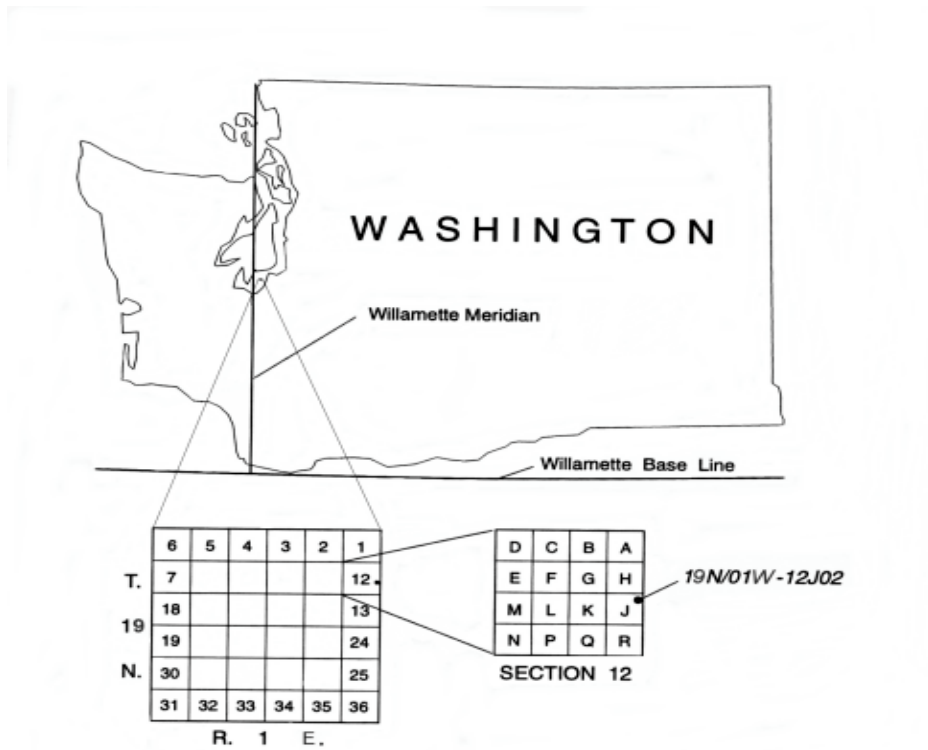 WASHINGTON
Willamette Meridian
Willamette Base Line
6 5 4 3 2 1
T. 7 12
18 13
19 19 24
N. 30 25
31 32 33 34 35 36
R. 1 E.
D C B A
E F G H
M L K J
N P Q R
19N/01W-12J02
SECTION 12